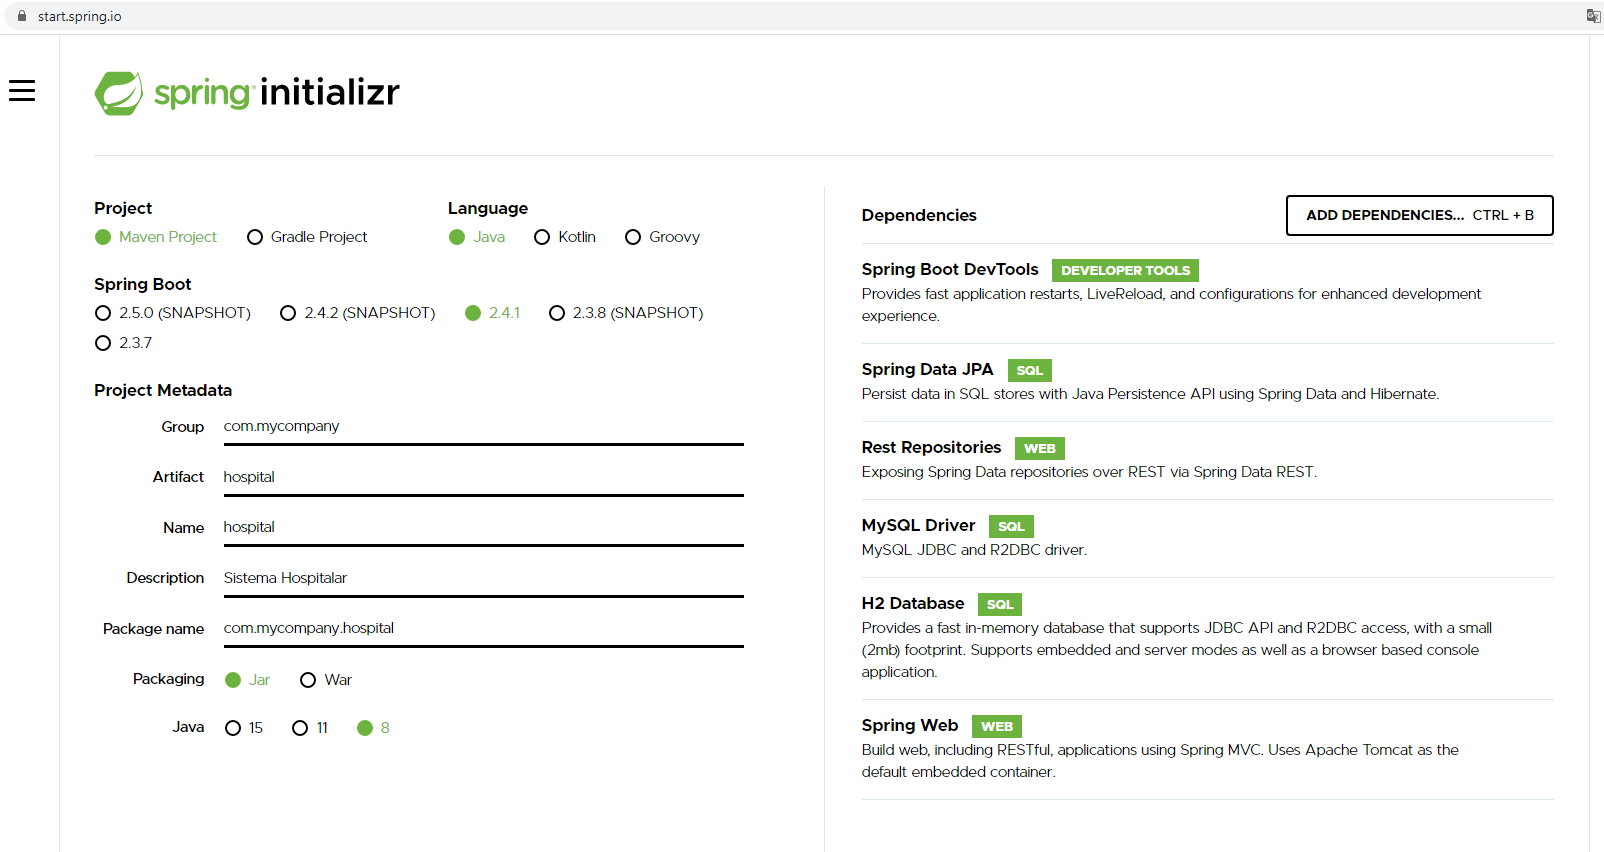 start.spring.io
spring initializr
Project
Maven Project Gradle Project
Language
Java Kotlin Groovy
Spring Boot
2.5.0 (SNAPSHOT) 2.4.2 (SNAPSHOT) 2.4.1 2.3.8 (SNAPSHOT)
2.3.7
Project Metadata
Group com.mycompany
Artifact hospital
Name hospital
Description Sistema Hospitalar
Package name com.mycompany.hospital
Packaging Jar War
Java 15 11 8
Dependencies
ADD DEPENDENCIES... CTRL + B
Spring Boot DevTools DEVELOPER TOOLS
Provides fast application restarts, LiveReload, and configurations for enhanced development
experience.
Spring Data JPA SQL
Persist data in SQL stores with Java Persistence API using Spring Data and Hibernate.
Rest Repositories WEB
Exposing Spring Data repositories over REST via Spring Data REST.
MySQL Driver SQL
MySQL JDBC and R2DBC driver.
H2 Database SQL
Provides a fast in-memory database that supports JDBC API and R2DBC access, with a small
(2mb) footprint. Supports embedded and server modes as well as a browser based console
application.
Spring Web WEB
Build web, including RESTful, applications using Spring MVC. Uses Apache Tomcat as the
default embedded container.